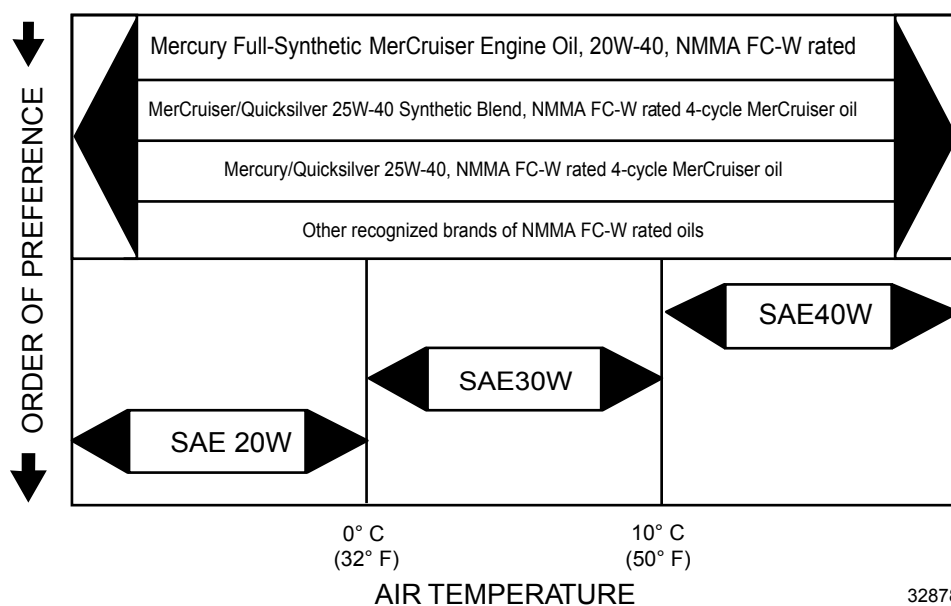 ORDER OF PREFERENCE
Mercury Full-Synthetic MerCruiser Engine Oil, 20W-40, NMMA FC-W rated
MerCruiser/Quicksilver 25W-40 Synthetic Blend, NMMA FC-W rated 4-cycle MerCruiser oil
Mercury/Quicksilver 25W-40, NMMA FC-W rated 4-cycle MerCruiser oil
Other recognized brands of NMMA FC-W rated oils
SAE40W
SAE30W
SAE 20W
0° C
(32° F)
10° C
(50° F)
AIR TEMPERATURE
32878